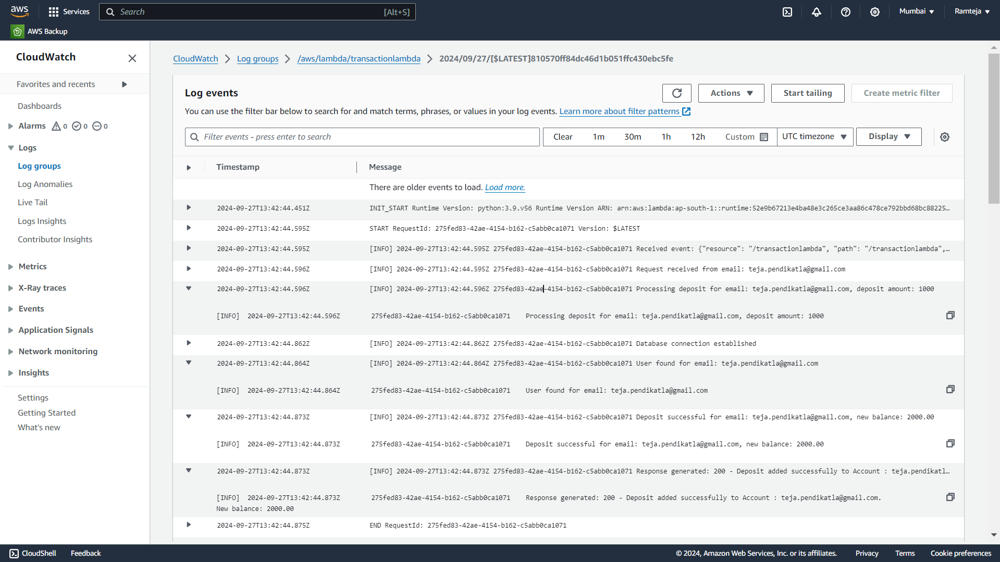 aws
Services
Search
[Alt+S]
Mumbai
Ramteja
AWS Backup
CloudWatch
Favorites and recents
Dashboards
Alarms 0 0 0
Logs
Log groups
Log Anomalies
Live Tail
Logs Insights
Contributor Insights
Metrics
X-Ray traces
Events
Application Signals
Network monitoring
Insights
Settings
Getting Started
What's new
CloudWatch > Log groups > /aws/lambda/transactionlambda > 2024/09/27/[$LATEST]810570ff84dc46d1b051ffc430ebc5fe
Log events
Actions
Start tailing
Create metric filter
You can use the filter bar below to search for and match terms, phrases, or values in your log events. Learn more about filter patterns
Filter events - press enter to search
Clear 1m 30m 1h 12h Custom
UTC timezone
Display
Timestamp Message
There are older events to load. Load more.
2024-09-27T13:42:44.451Z INIT_START Runtime Version: python:3.9.v56 Runtime Version ARN: arn:aws:lambda:ap-south-1::runtime:52e9b67213e4ba48e3c265ce3aa86c478ce792bbd68bc88225…
2024-09-27T13:42:44.595Z START RequestId: 275fed83-42ae-4154-b162-c5abb0ca1071 Version: $LATEST
2024-09-27T13:42:44.595Z [INFO] 2024-09-27T13:42:44.595Z 275fed83-42ae-4154-b162-c5abb0ca1071 Received event: {"resource": "/transactionlambda", "path": "/transactionlambda",…
2024-09-27T13:42:44.596Z [INFO] 2024-09-27T13:42:44.595Z 275fed83-42ae-4154-b162-c5abb0ca1071 Request received from email: teja.pendikatla@gmail.com
2024-09-27T13:42:44.596Z [INFO] 2024-09-27T13:42:44.596Z 275fed83-42ae-4154-b162-c5abb0ca1071 Processing deposit for email: teja.pendikatla@gmail.com, deposit amount: 1000
[INFO] 2024-09-27T13:42:44.596Z 275fed83-42ae-4154-b162-c5abb0ca1071 Processing deposit for email: teja.pendikatla@gmail.com, deposit amount: 1000
2024-09-27T13:42:44.862Z [INFO] 2024-09-27T13:42:44.862Z 275fed83-42ae-4154-b162-c5abb0ca1071 Database connection established
2024-09-27T13:42:44.864Z [INFO] 2024-09-27T13:42:44.864Z 275fed83-42ae-4154-b162-c5abb0ca1071 User found for email: teja.pendikatla@gmail.com
[INFO] 2024-09-27T13:42:44.864Z 275fed83-42ae-4154-b162-c5abb0ca1071 User found for email: teja.pendikatla@gmail.com
2024-09-27T13:42:44.873Z [INFO] 2024-09-27T13:42:44.873Z 275fed83-42ae-4154-b162-c5abb0ca1071 Deposit successful for email: teja.pendikatla@gmail.com, new balance: 2000.00
[INFO] 2024-09-27T13:42:44.873Z 275fed83-42ae-4154-b162-c5abb0ca1071 Deposit successful for email: teja.pendikatla@gmail.com, new balance: 2000.00
2024-09-27T13:42:44.873Z [INFO] 2024-09-27T13:42:44.873Z 275fed83-42ae-4154-b162-c5abb0ca1071 Response generated: 200 - Deposit added successfully to Account : teja.pendikatl…
[INFO] 2024-09-27T13:42:44.873Z 275fed83-42ae-4154-b162-c5abb0ca1071 Response generated: 200 - Deposit added successfully to Account : teja.pendikatla@gmail.com.
New balance: 2000.00
2024-09-27T13:42:44.875Z END RequestId: 275fed83-42ae-4154-b162-c5abb0ca1071
CloudShell
Feedback
© 2024, Amazon Web Services, Inc. or its affiliates.
Privacy
Terms
Cookie preferences